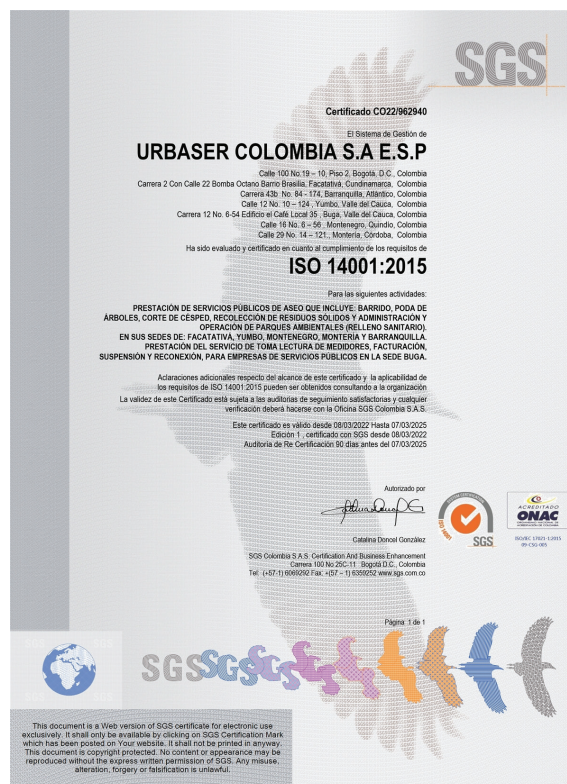 SGS
Certificado CO22/962940
El Sistema de Gestión de
URBASER COLOMBIA S.A E.S.P
Calle 100 No.19 – 10, Piso 2, Bogotá, D.C., Colombia
Carrera 2 Con Calle 22 Bomba Octano Barrio Brasilia, Facatativá, Cundinamarca, Colombia
Carrera 43b. No. 84 - 174, Barranquilla, Atlántico, Colombia
Calle 12 No. 10 – 124 , Yumbo, Valle del Cauca, Colombia
Carrera 12 No. 6-54 Edificio el Café Local 35 , Buga, Valle del Cauca, Colombia
Calle 16 No. 6 – 56 , Montenegro, Quindío, Colombia
Calle 29 No. 14 – 121., Montería, Córdoba, Colombia
Ha sido evaluado y certificado en cuanto al cumplimiento de los requisitos de
ISO 14001:2015
Para las siguientes actividades:
PRESTACIÓN DE SERVICIOS PÚBLICOS DE ASEO QUE INCLUYE: BARRIDO, PODA DE
ÁRBOLES, CORTE DE CÉSPED, RECOLECCIÓN DE RESIDUOS SÓLIDOS Y ADMINISTRACIÓN Y
OPERACIÓN DE PARQUES AMBIENTALES (RELLENO SANITARIO).
EN SUS SEDES DE: FACATATIVÁ, YUMBO, MONTENEGRO, MONTERÍA Y BARRANQUILLA.
PRESTACIÓN DEL SERVICIO DE TOMA LECTURA DE MEDIDORES, FACTURACIÓN,
SUSPENSIÓN Y RECONEXIÓN, PARA EMPRESAS DE SERVICIOS PÚBLICOS EN LA SEDE BUGA.
Aclaraciones adicionales respecto del alcance de este certificado y la aplicabilidad de
los requisitos de ISO 14001:2015 pueden ser obtenidos consultando a la organización
La validez de este Certificado está sujeta a las auditorias de seguimiento satisfactorias y cualquier
verificación deberá hacerse con la Oficina SGS Colombia S.A.S.
Este certificado es válido desde 08/03/2022 Hasta 07/03/2025
Edición 1 , certificado con SGS desde 08/03/2022
Auditoría de Re Certificación 90 días antes del 07/03/2025
Autorizado por
Catalina Doncel González
ISO 14001
SGS
ACREDITADO
ONAC
ISO/IEC 17021-1:2015
09-CSG-005
SGS Colombia S.A.S. Certification And Business Enhancement
Carrera 100 No 25C-11 Bogotá D.C., Colombia
Tel: (+57-1) 6069292 Fax: +(57 – 1) 6359252 www.sgs.com.co
Página 1 de 1
SGS SGS SGS SGS
This document is a Web version of SGS certificate for electronic use
exclusively. It shall only be available by clicking on SGS Certification Mark
which has been posted on Your website. It shall not be printed in anyway.
This document is copyright protected. No content or appearance may be
reproduced without the express written permission of SGS. Any misuse,
alteration, forgery or falsification is unlawful.